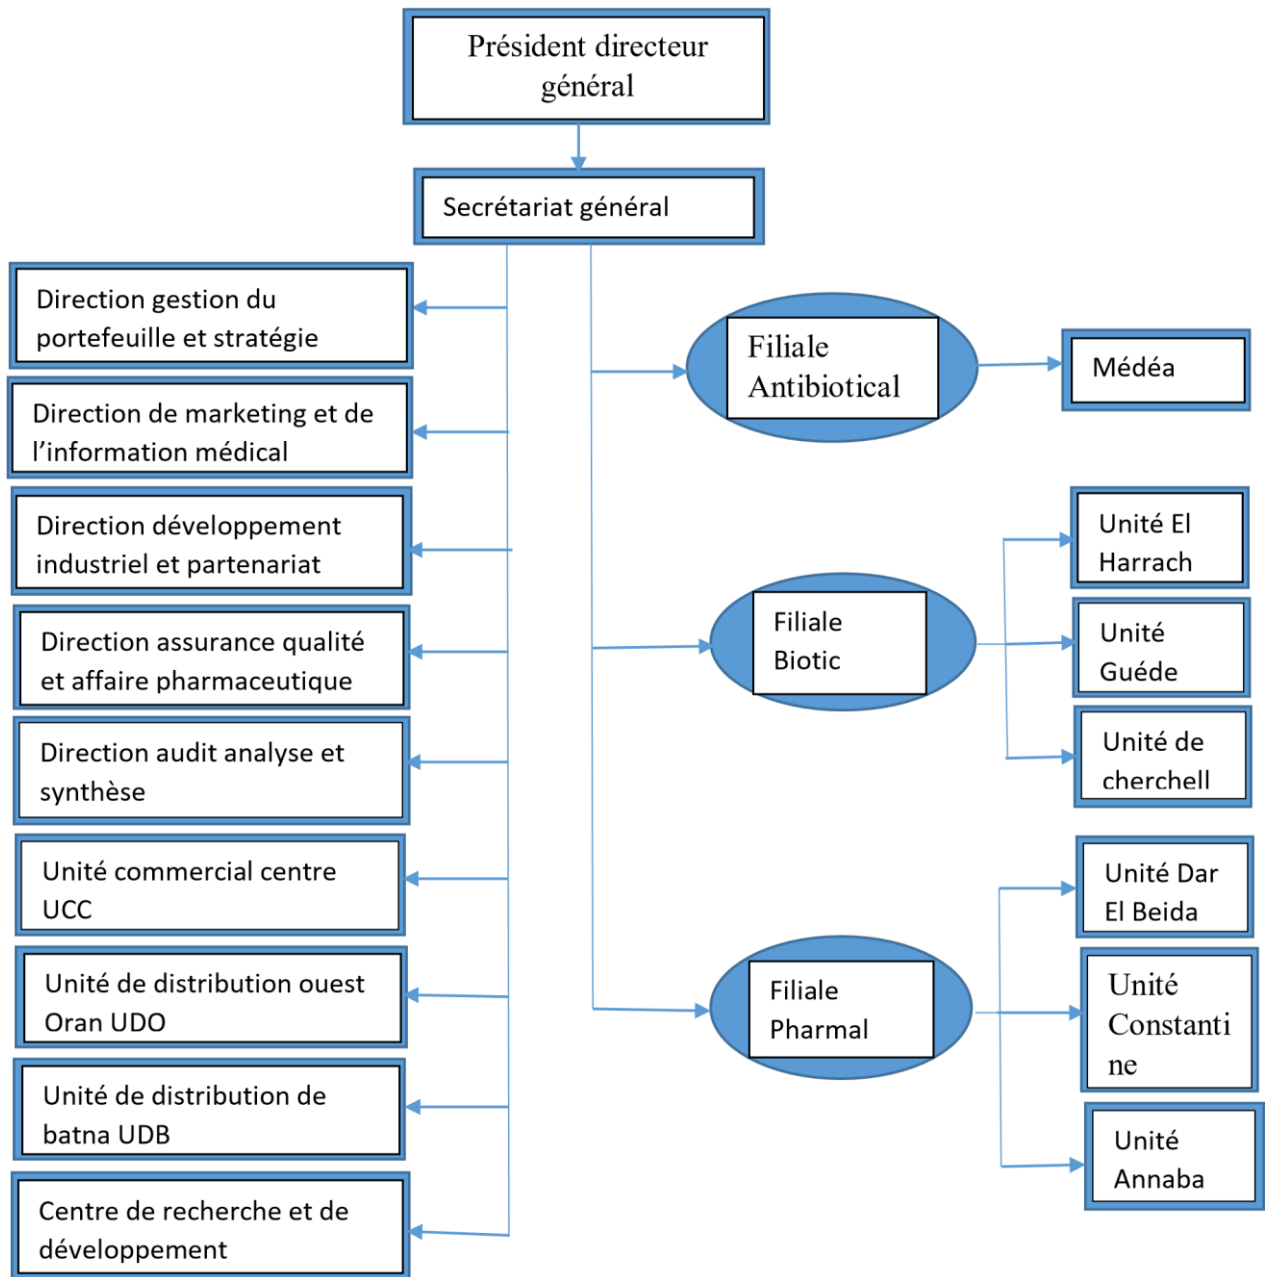 Président directeur
général
Secrétariat général
Direction gestion du
portefeuille et stratégie
Direction de marketing et de
l’information médical
Direction développement
industriel et partenariat
Direction assurance qualité
et affaire pharmaceutique
Direction audit analyse et
synthèse
Unité commercial centre
UCC
Unité de distribution ouest
Oran UDO
Unité de distribution de
batna UDB
Centre de recherche et de
développement
Filiale
Antibiotical
Médéa
Filiale
Biotic
Unité El
Harrach
Unité
Guéde
Unité de
cherchell
Filiale
Pharmal
Unité Dar
El Beida
Unité
Constanti
ne
Unité
Annaba